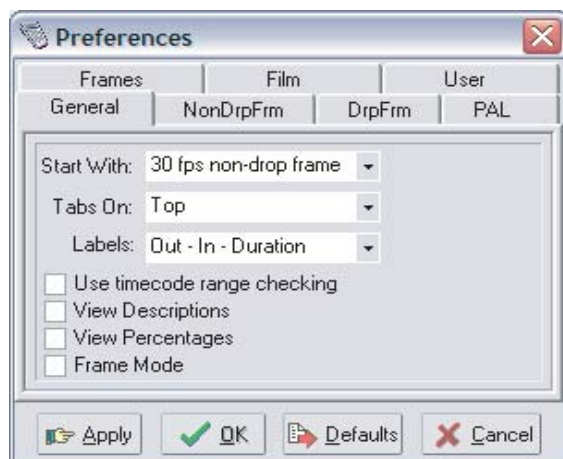 Preferences
Frames Film User
General NonDrpFrm DrpFrm PAL
Start With: 30 fps non-drop frame
Tabs On: Top
Labels: Out - In - Duration
Use timecode range checking
View Descriptions
View Percentages
Frame Mode
Apply OK Defaults Cancel